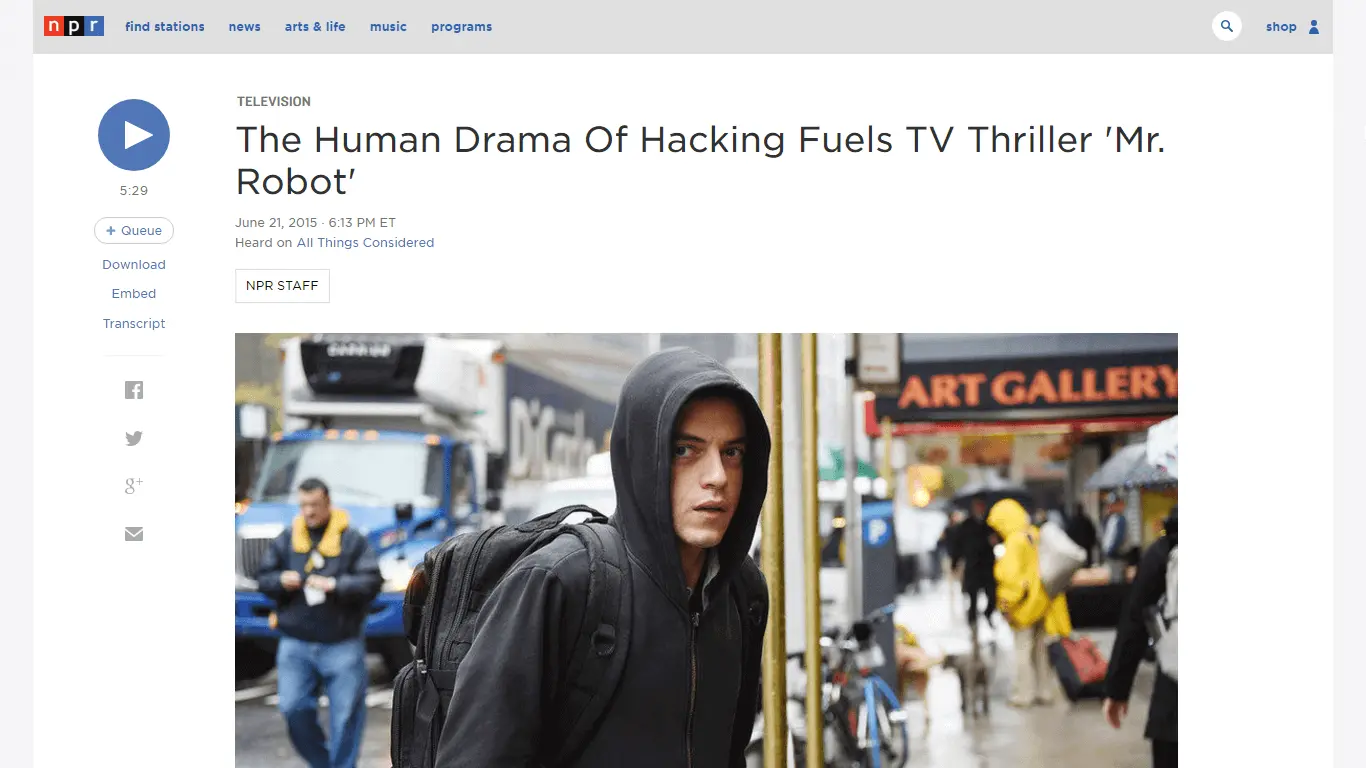 npr find stations news arts & life music programs shop
TELEVISION
The Human Drama Of Hacking Fuels TV Thriller 'Mr.
Robot'
5:29
+ Queue
Download
Embed
Transcript
g+
June 21, 2015 · 6:13 PM ET
Heard on All Things Considered
NPR STAFF
CARRIER
ART GALLERY
P